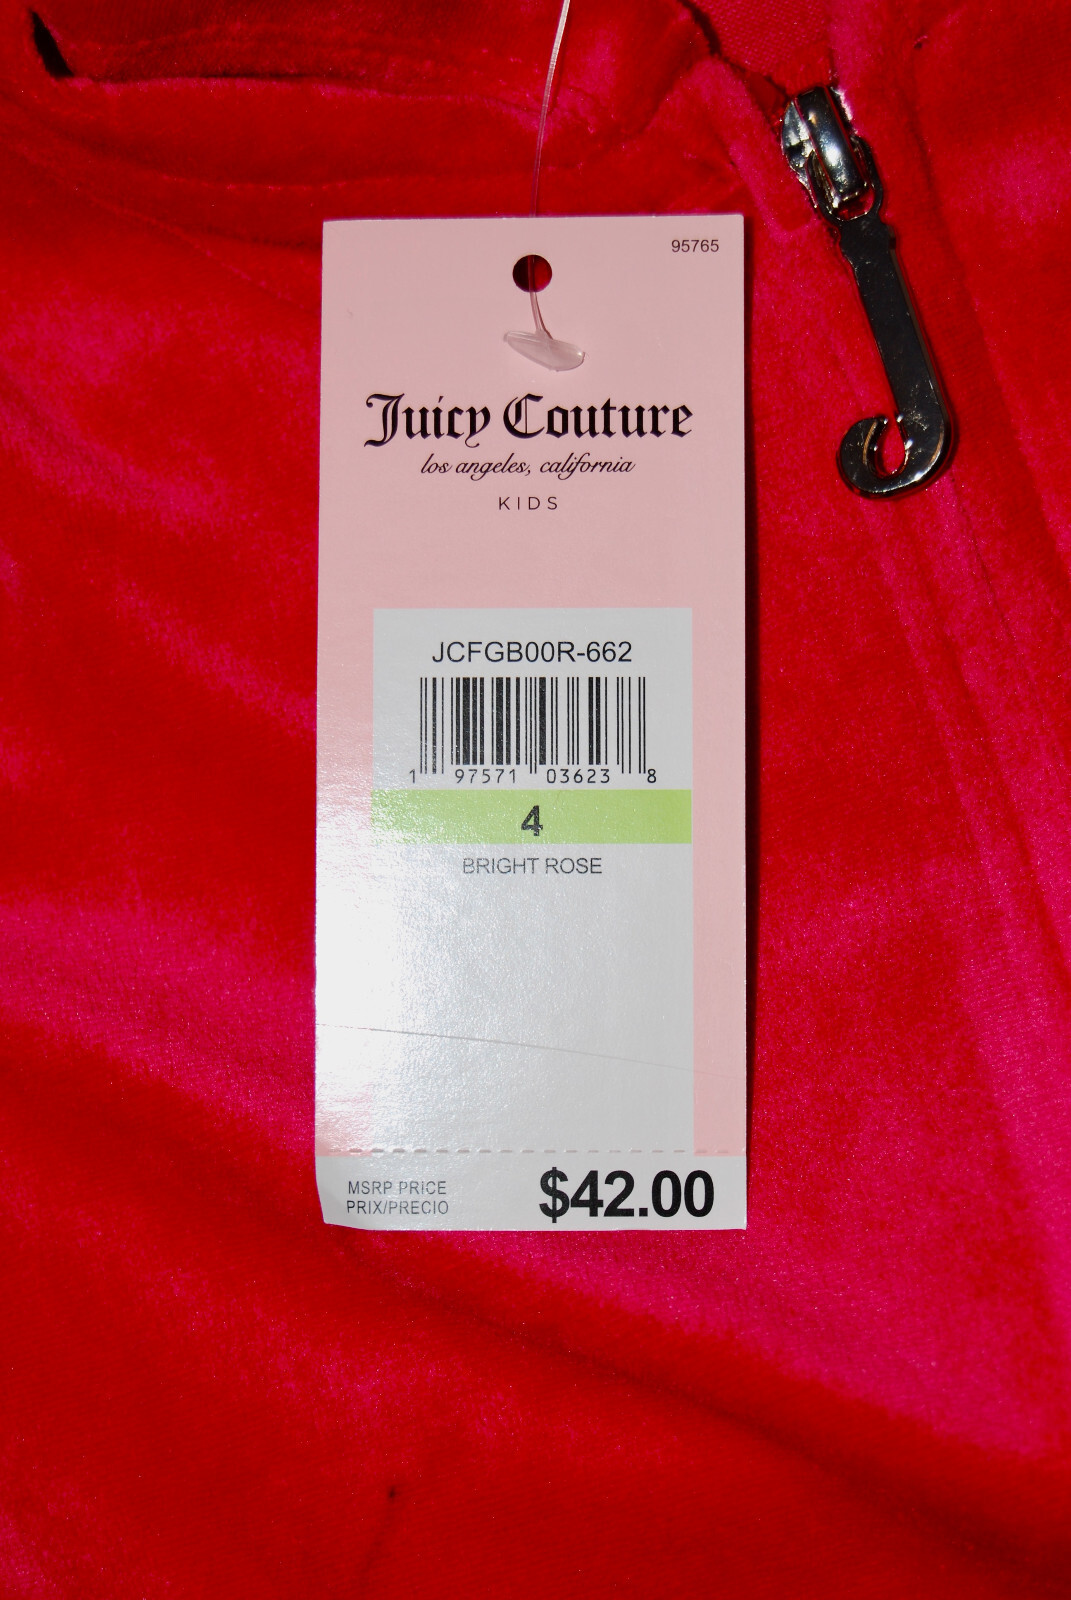 95765
Juicy Couture
los angeles, california
KIDS
JCFGB00R-662
1 97571 03623 8
4
BRIGHT ROSE
MSRP PRICE
PRIX/PRECIO
$42.00